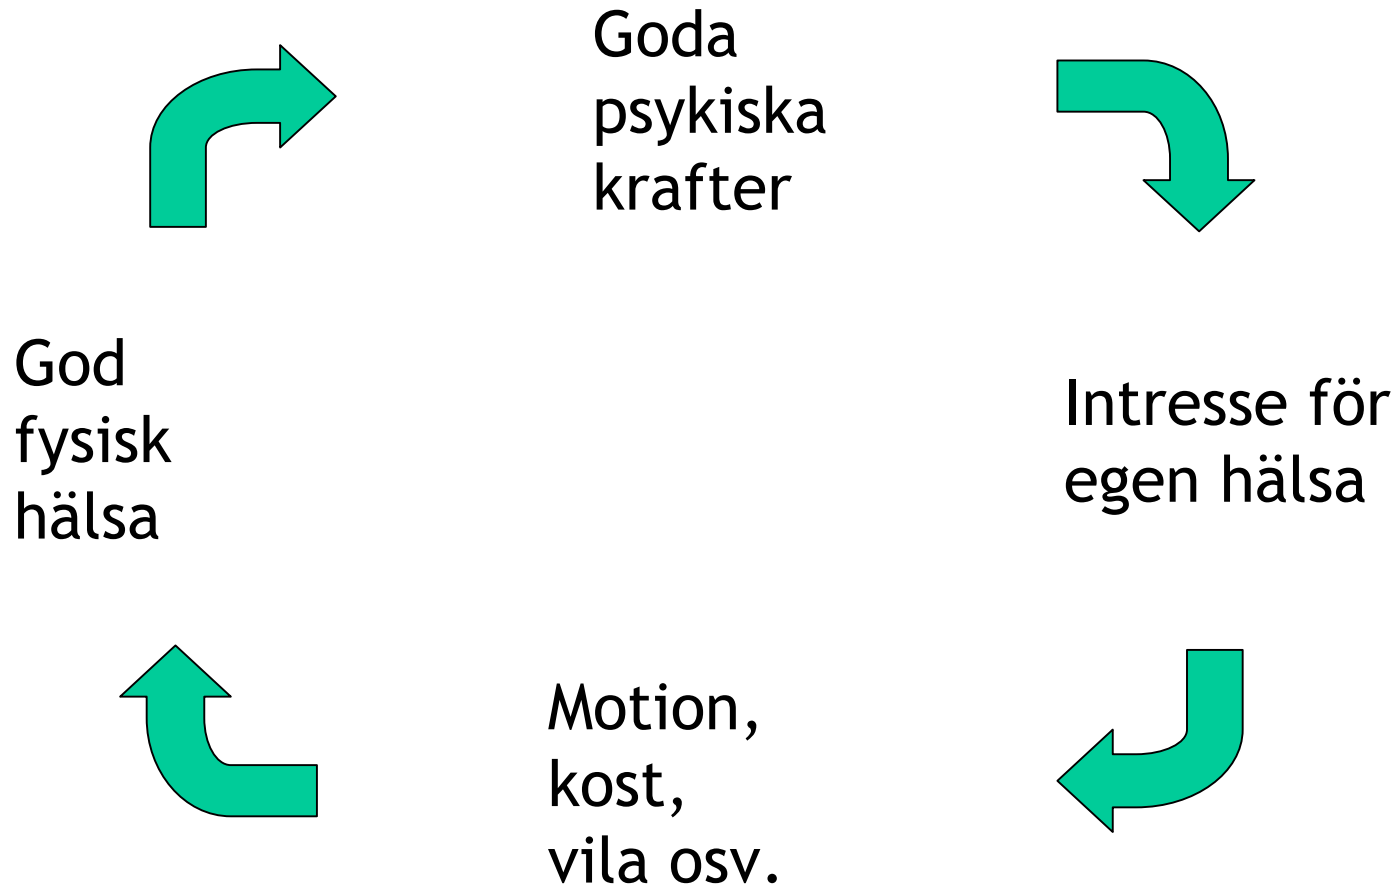 Goda
psykiska
krafter
God
fysisk
hälsa
Intresse för
egen hälsa
Motion,
kost,
vila osv.